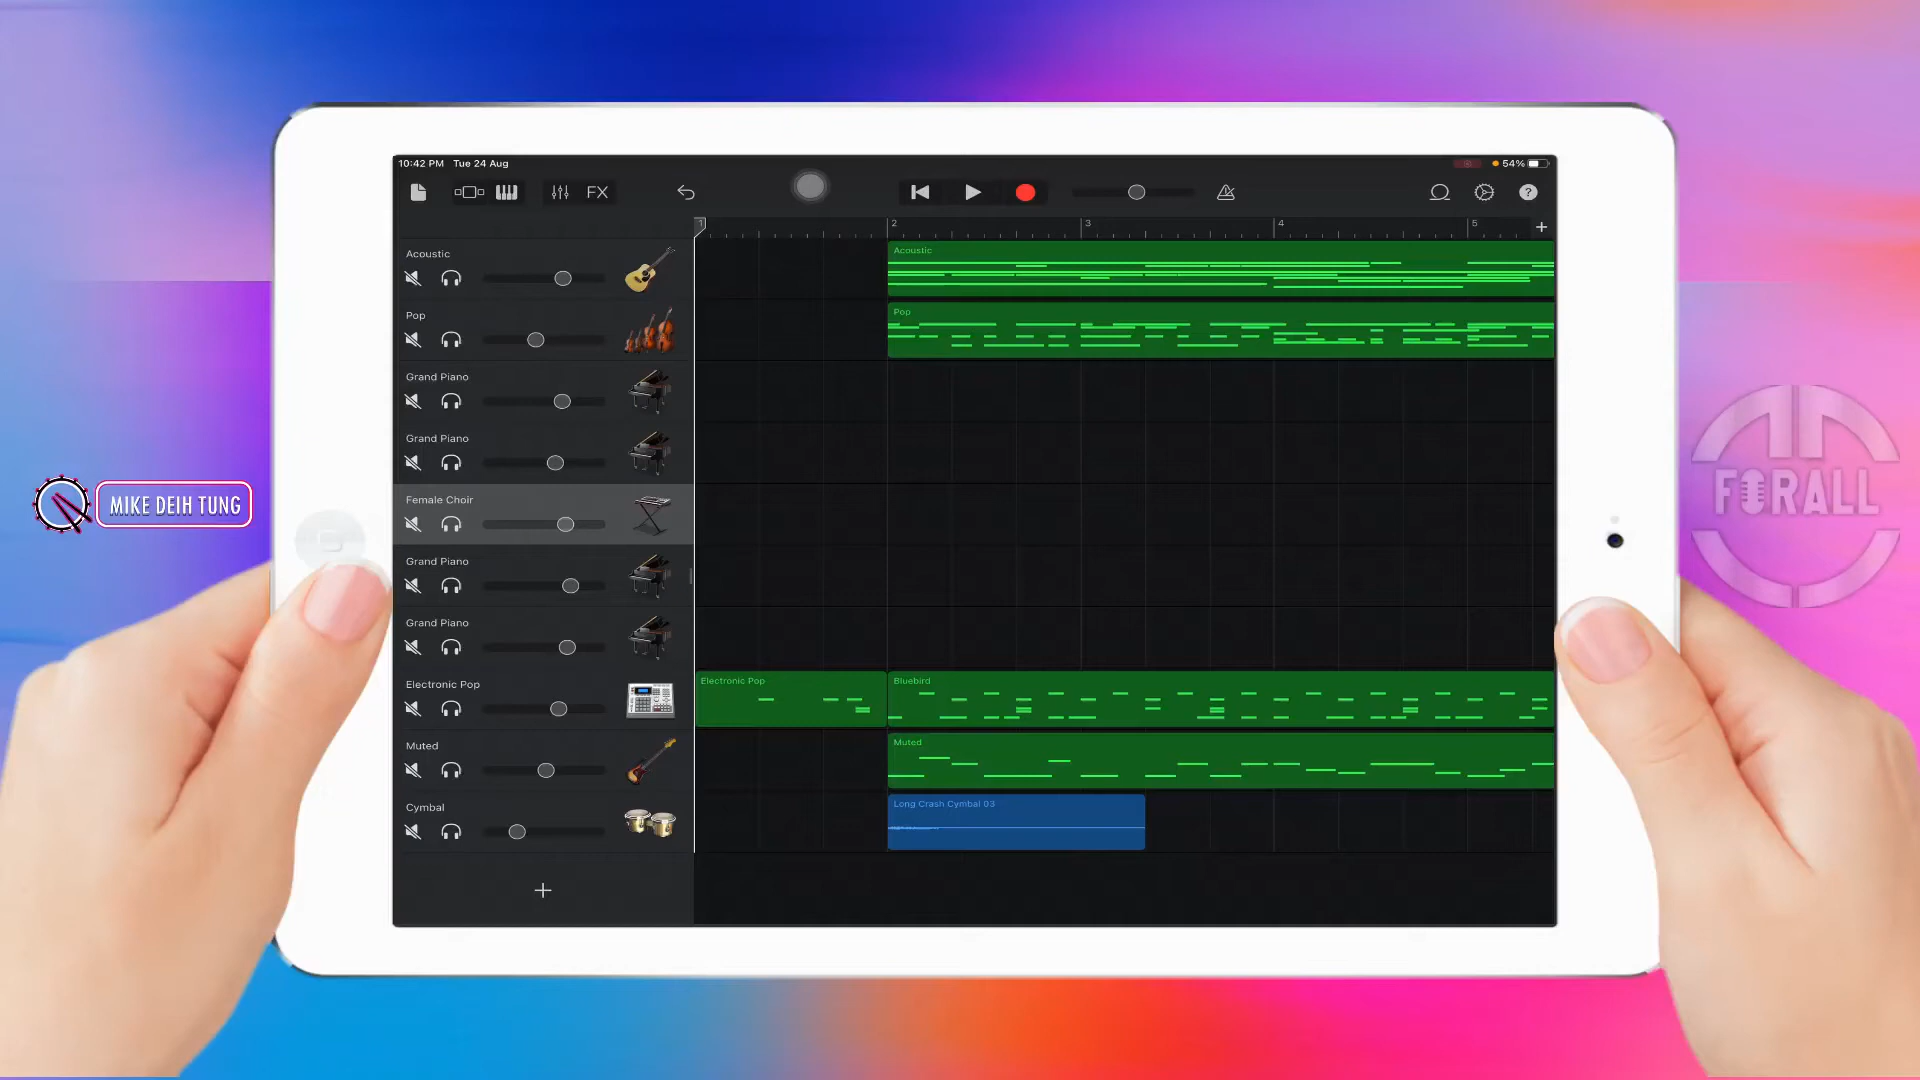 10:42 PM Tue 24 Aug
54%
FX
?
1 2 3 4 5 +
Acoustic
Acoustic
Pop
Pop
Grand Piano
Grand Piano
Female Choir
Grand Piano
Grand Piano
Electronic Pop
Electronic Pop
Bluebird
Muted
Muted
Cymbal
Long Crash Cymbal 03
+
MIKE DEIH TUNG
FORALL